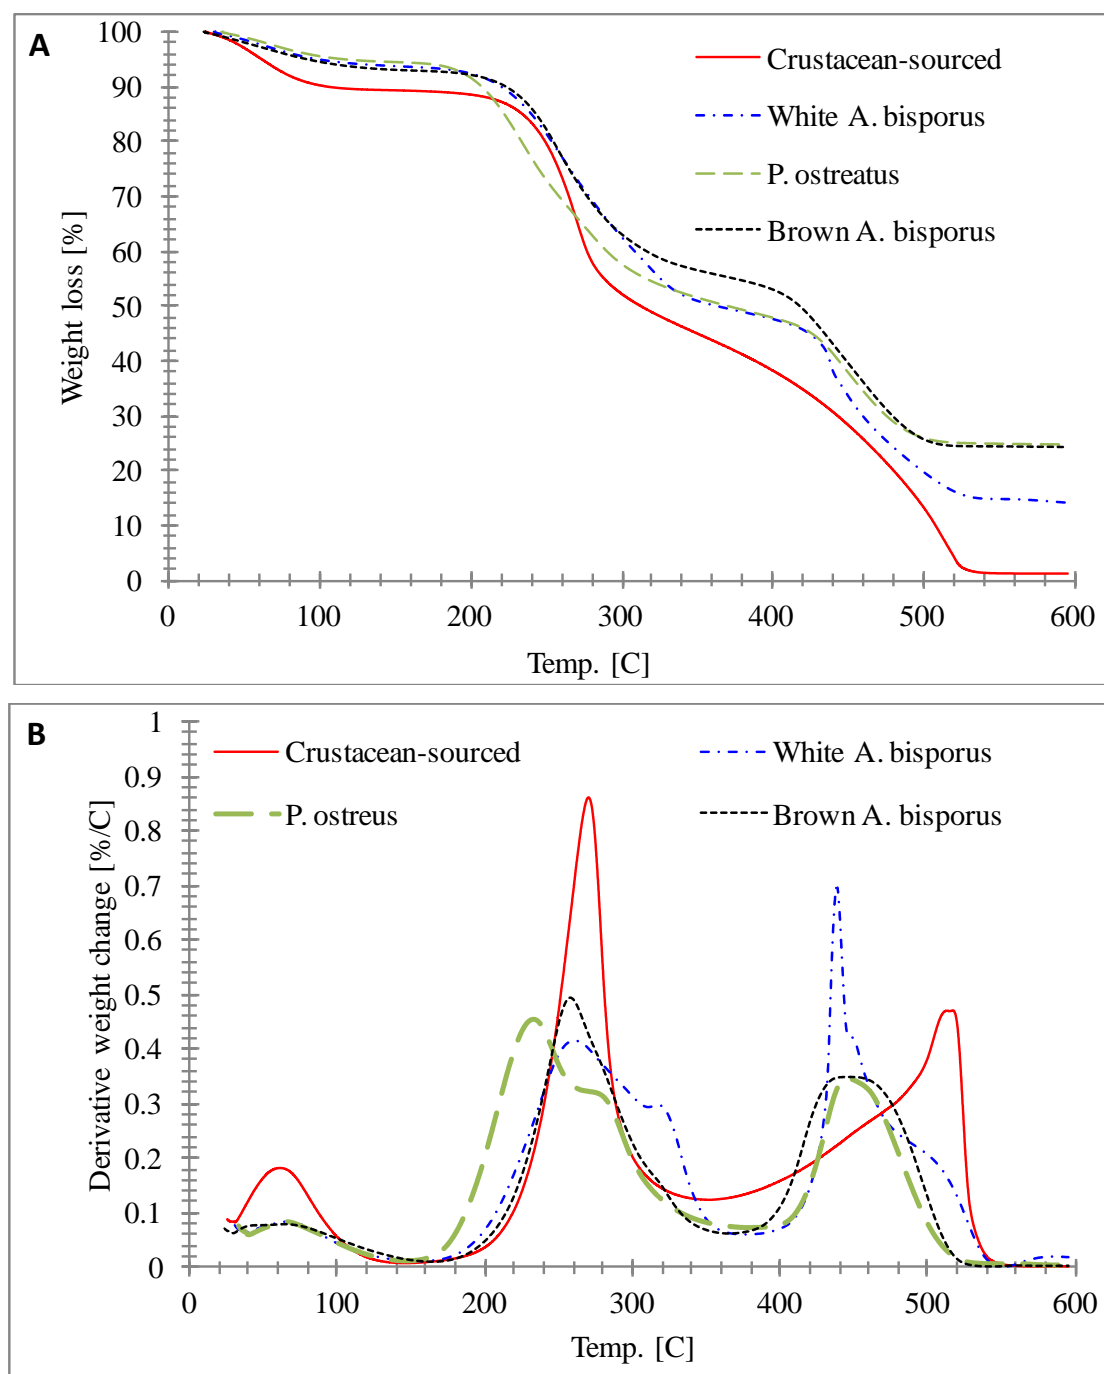 A
100
90
80
70
60
50
40
30
20
10
0
Weight loss [%]
Crustacean-sourced
White A. bisporus
P. ostreatus
Brown A. bisporus
0 100 200 300 400 500 600
Temp. [C]
B
1
0.9
0.8
0.7
0.6
0.5
0.4
0.3
0.2
0.1
0
Derivative weight change [%/C]
Crustacean-sourced White A. bisporus
P. ostreus Brown A. bisporus
0 100 200 300 400 500 600
Temp. [C]